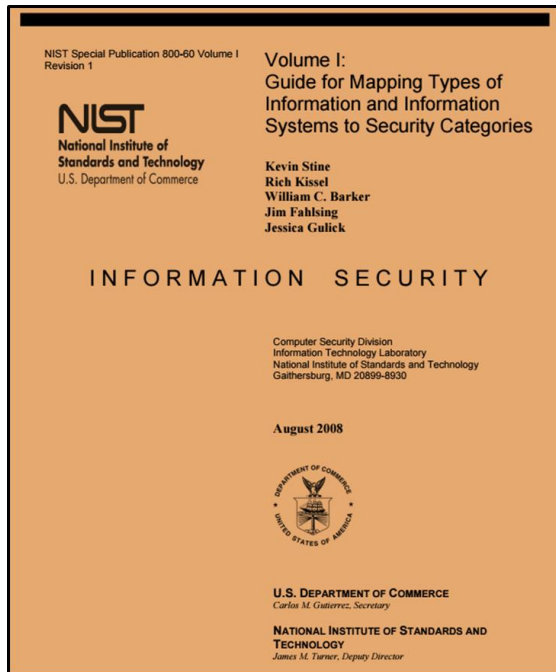 NIST Special Publication 800-60 Volume I
Revision 1
NIST
National Institute of
Standards and Technology
U.S. Department of Commerce
Volume I:
Guide for Mapping Types of
Information and Information
Systems to Security Categories
Kevin Stine
Rich Kissel
William C. Barker
Jim Fahlsing
Jessica Gulick
INFORMATION SECURITY
Computer Security Division
Information Technology Laboratory
National Institute of Standards and Technology
Gaithersburg, MD 20899-8930
August 2008
DEPARTMENT OF COMMERCE
UNITED STATES OF AMERICA
U.S. DEPARTMENT OF COMMERCE
Carlos M. Gutierrez, Secretary
NATIONAL INSTITUTE OF STANDARDS AND
TECHNOLOGY
James M. Turner, Deputy Director